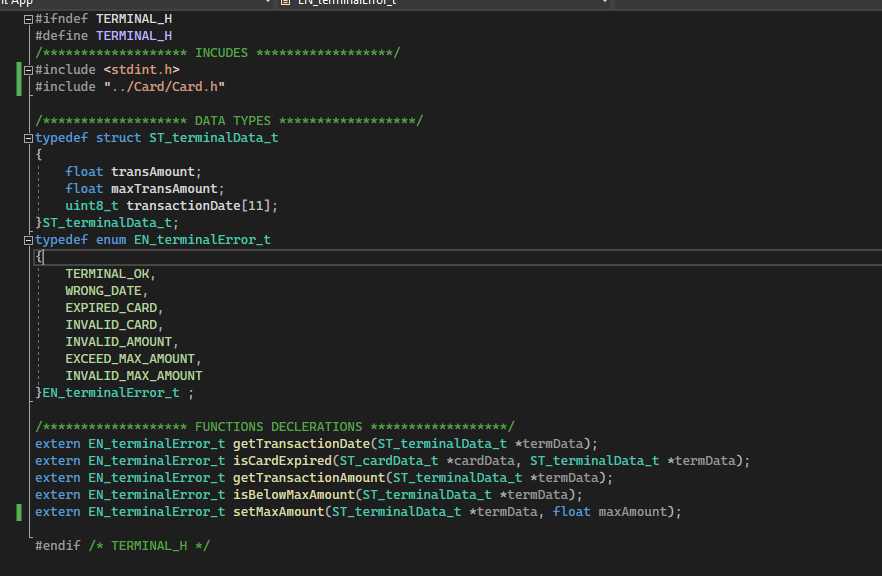 nt App EN_terminalError_t
#ifndef TERMINAL_H
#define TERMINAL_H
/******************* INCUDES ******************/
#include <stdint.h>
#include "../Card/Card.h"
/******************* DATA TYPES ******************/
typedef struct ST_terminalData_t
{
float transAmount;
float maxTransAmount;
uint8_t transactionDate[11];
}ST_terminalData_t;
typedef enum EN_terminalError_t
{
TERMINAL_OK,
WRONG_DATE,
EXPIRED_CARD,
INVALID_CARD,
INVALID_AMOUNT,
EXCEED_MAX_AMOUNT,
INVALID_MAX_AMOUNT
}EN_terminalError_t ;
/******************* FUNCTIONS DECLERATIONS ******************/
extern EN_terminalError_t getTransactionDate(ST_terminalData_t *termData);
extern EN_terminalError_t isCardExpired(ST_cardData_t *cardData, ST_terminalData_t *termData);
extern EN_terminalError_t getTransactionAmount(ST_terminalData_t *termData);
extern EN_terminalError_t isBelowMaxAmount(ST_terminalData_t *termData);
extern EN_terminalError_t setMaxAmount(ST_terminalData_t *termData, float maxAmount);
#endif /* TERMINAL_H */